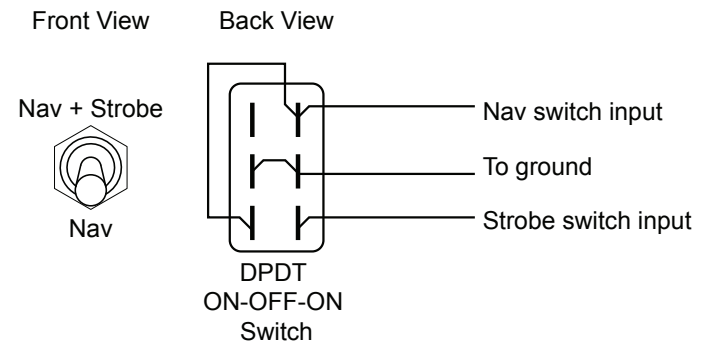 Front View
Back View
Nav + Strobe
Nav
Nav switch input
To ground
Strobe switch input
DPDT
ON-OFF-ON
Switch